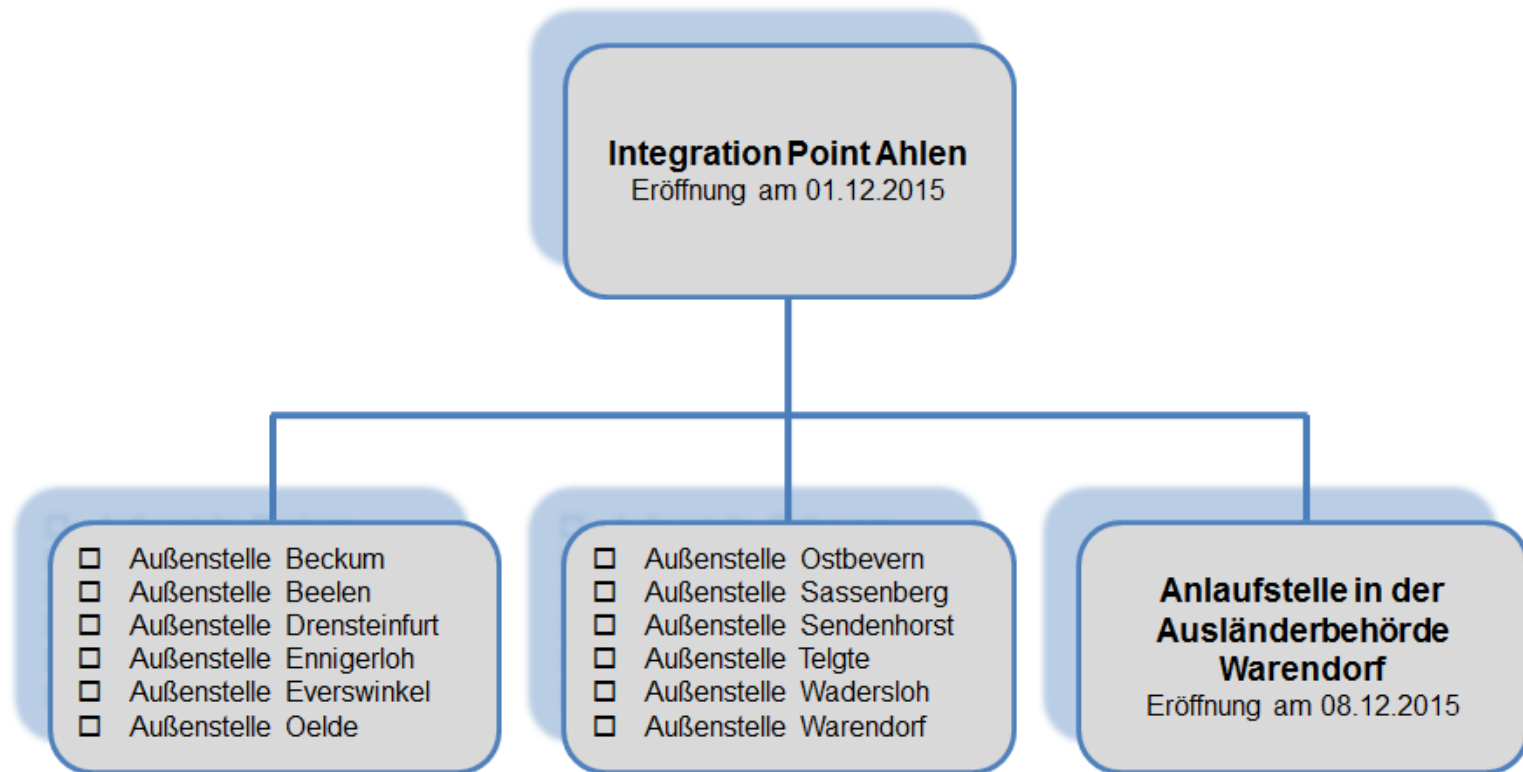 Integration Point Ahlen
Eröffnung am 01.12.2015
☐ Außenstelle Beckum
☐ Außenstelle Beelen
☐ Außenstelle Drensteinfurt
☐ Außenstelle Ennigerloh
☐ Außenstelle Everswinkel
☐ Außenstelle Oelde
☐ Außenstelle Ostbevern
☐ Außenstelle Sassenberg
☐ Außenstelle Sendenhorst
☐ Außenstelle Telgte
☐ Außenstelle Wadersloh
☐ Außenstelle Warendorf
Anlaufstelle in der
Ausländerbehörde
Warendorf
Eröffnung am 08.12.2015